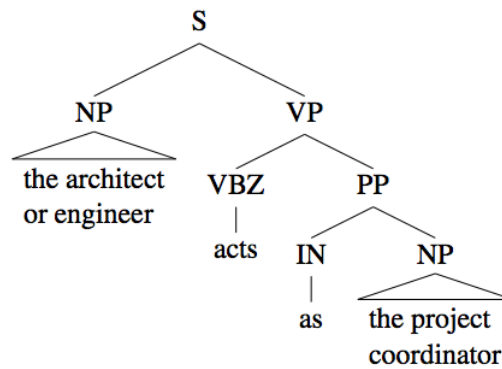 S
NP VP
the architect
or engineer
VBZ PP
acts
IN NP
as
the project
coordinator